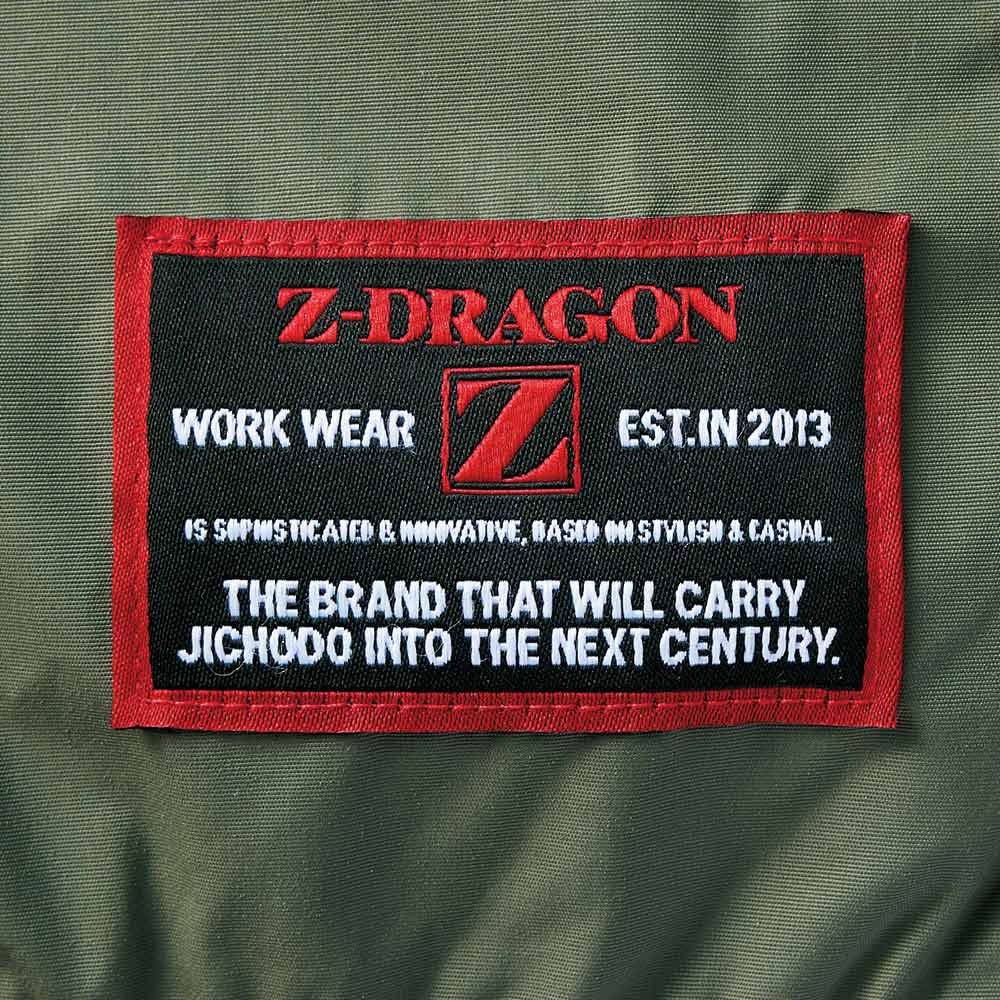 Z-DRAGON
WORK WEAR Z EST.IN 2013
IS SOPHISTICATED & INNOVATIVE, BASED ON STYLISH & CASUAL.
THE BRAND THAT WILL CARRY
JICHODO INTO THE NEXT CENTURY.